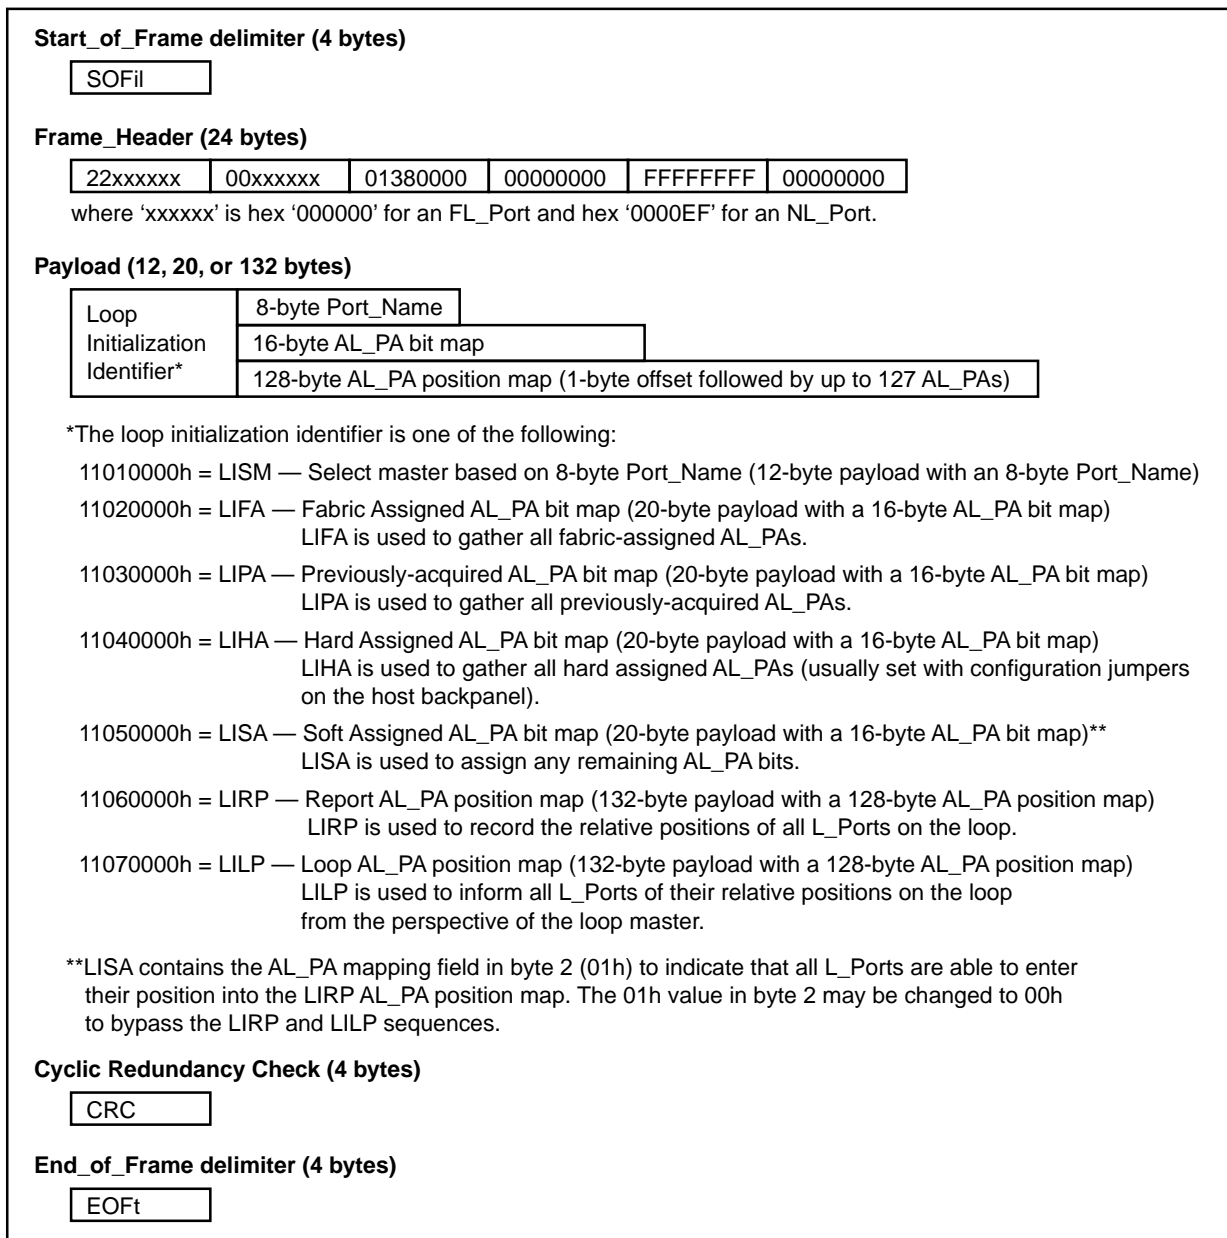 Start_of_Frame delimiter (4 bytes)
SOFil
Frame_Header (24 bytes)
22xxxxxx 00xxxxxx 01380000 00000000 FFFFFFFF 00000000
where ‘xxxxxx’ is hex ‘000000’ for an FL_Port and hex ‘0000EF’ for an NL_Port.
Payload (12, 20, or 132 bytes)
Loop
Initialization
Identifier*
8-byte Port_Name
16-byte AL_PA bit map
128-byte AL_PA position map (1-byte offset followed by up to 127 AL_PAs)
*The loop initialization identifier is one of the following:
11010000h = LISM — Select master based on 8-byte Port_Name (12-byte payload with an 8-byte Port_Name)
11020000h = LIFA — Fabric Assigned AL_PA bit map (20-byte payload with a 16-byte AL_PA bit map)
LIFA is used to gather all fabric-assigned AL_PAs.
11030000h = LIPA — Previously-acquired AL_PA bit map (20-byte payload with a 16-byte AL_PA bit map)
LIPA is used to gather all previously-acquired AL_PAs.
11040000h = LIHA — Hard Assigned AL_PA bit map (20-byte payload with a 16-byte AL_PA bit map)
LIHA is used to gather all hard assigned AL_PAs (usually set with configuration jumpers
on the host backpanel).
11050000h = LISA — Soft Assigned AL_PA bit map (20-byte payload with a 16-byte AL_PA bit map)**
LISA is used to assign any remaining AL_PA bits.
11060000h = LIRP — Report AL_PA position map (132-byte payload with a 128-byte AL_PA position map)
LIRP is used to record the relative positions of all L_Ports on the loop.
11070000h = LILP — Loop AL_PA position map (132-byte payload with a 128-byte AL_PA position map)
LILP is used to inform all L_Ports of their relative positions on the loop
from the perspective of the loop master.
**LISA contains the AL_PA mapping field in byte 2 (01h) to indicate that all L_Ports are able to enter
their position into the LIRP AL_PA position map. The 01h value in byte 2 may be changed to 00h
to bypass the LIRP and LILP sequences.
Cyclic Redundancy Check (4 bytes)
CRC
End_of_Frame delimiter (4 bytes)
EOFt